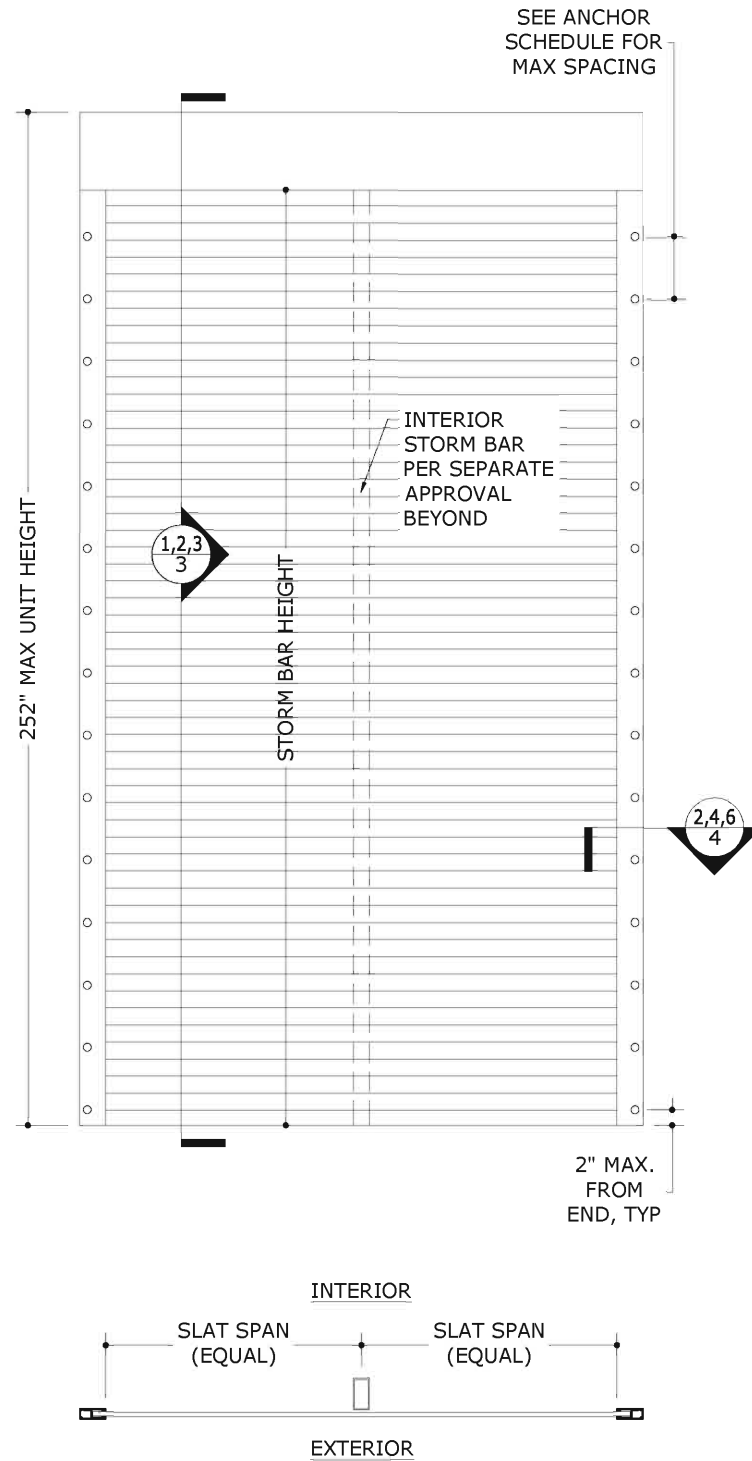 SEE ANCHOR
SCHEDULE FOR
MAX SPACING
INTERIOR
STORM BAR
PER SEPARATE
APPROVAL
BEYOND
252" MAX UNIT HEIGHT
1,2,3
3
STORM BAR HEIGHT
2,4,6
4
2" MAX.
FROM
END, TYP
INTERIOR
SLAT SPAN
(EQUAL)
SLAT SPAN
(EQUAL)
EXTERIOR